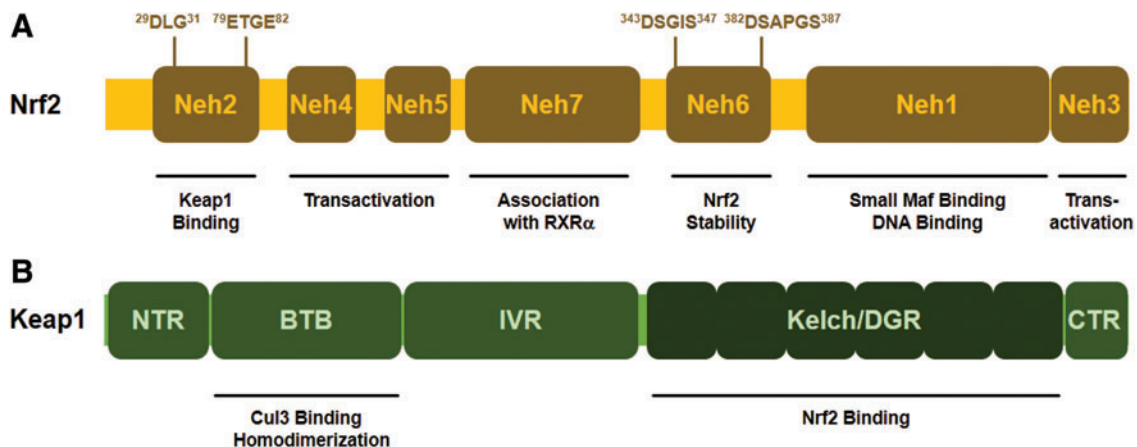 A
29DLG31 79ETGE82 343DSGIS347 382DSAPGS387
Nrf2 Neh2 Neh4 Neh5 Neh7 Neh6 Neh1 Neh3
Keap1 Transactivation Association Nrf2 Small Maf Binding Trans-
Binding with RXRα Stability DNA Binding activation
B
Keap1 NTR BTB IVR Kelch/DGR CTR
Cul3 Binding Nrf2 Binding
Homodimerization